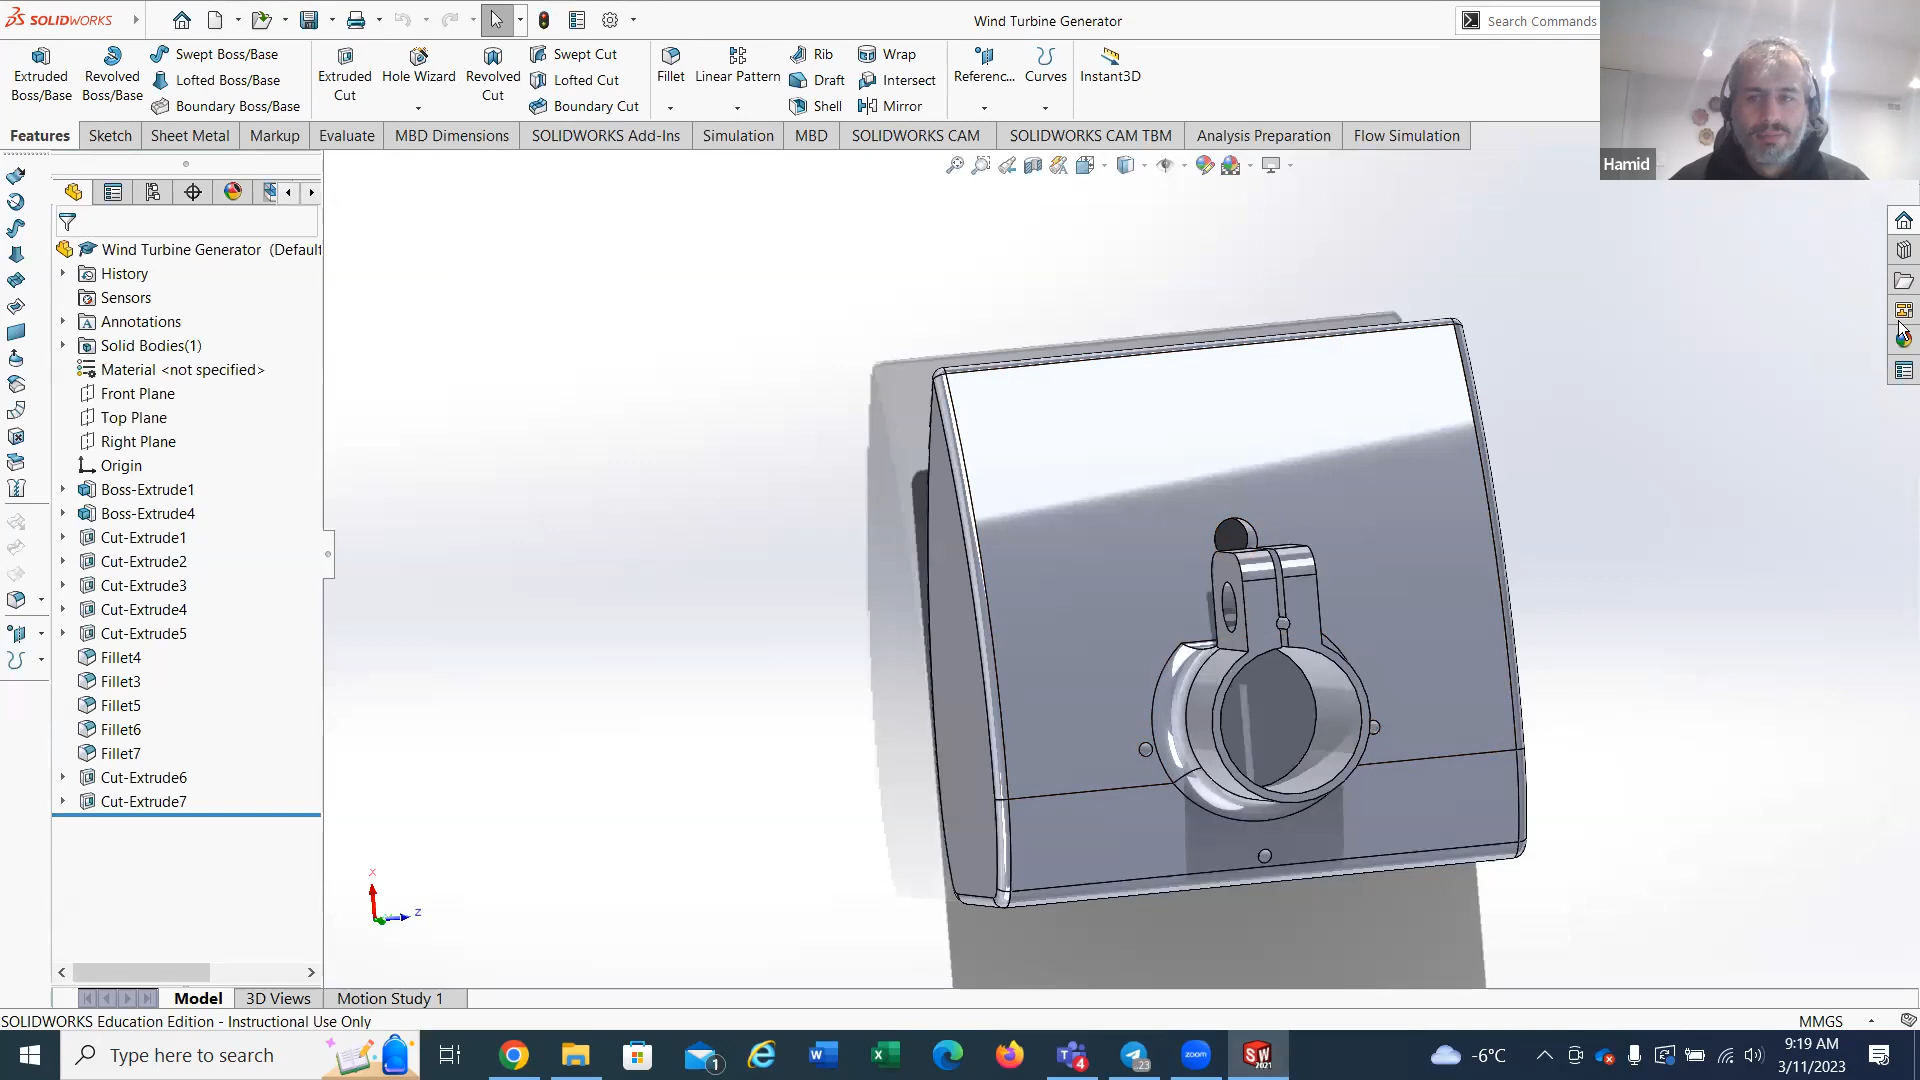 SOLIDWORKS
Wind Turbine Generator
Search Commands
Extruded Boss/Base
Revolved Boss/Base
Swept Boss/Base
Lofted Boss/Base
Boundary Boss/Base
Extruded Cut
Hole Wizard
Revolved Cut
Swept Cut
Lofted Cut
Boundary Cut
Fillet
Linear Pattern
Rib
Draft
Shell
Wrap
Intersect
Mirror
Referenc...
Curves
Instant3D
Features
Sketch
Sheet Metal
Markup
Evaluate
MBD Dimensions
SOLIDWORKS Add-Ins
Simulation
MBD
SOLIDWORKS CAM
SOLIDWORKS CAM TBM
Analysis Preparation
Flow Simulation
Hamid
Wind Turbine Generator (Default
History
Sensors
Annotations
Solid Bodies(1)
Material <not specified>
Front Plane
Top Plane
Right Plane
Origin
Boss-Extrude1
Boss-Extrude4
Cut-Extrude1
Cut-Extrude2
Cut-Extrude3
Cut-Extrude4
Cut-Extrude5
Fillet4
Fillet3
Fillet5
Fillet6
Fillet7
Cut-Extrude6
Cut-Extrude7
X
Z
Model
3D Views
Motion Study 1
SOLIDWORKS Education Edition - Instructional Use Only
MMGS
Type here to search
1
4
23
zoom
SW
2021
-6°C
9:19 AM
3/11/2023